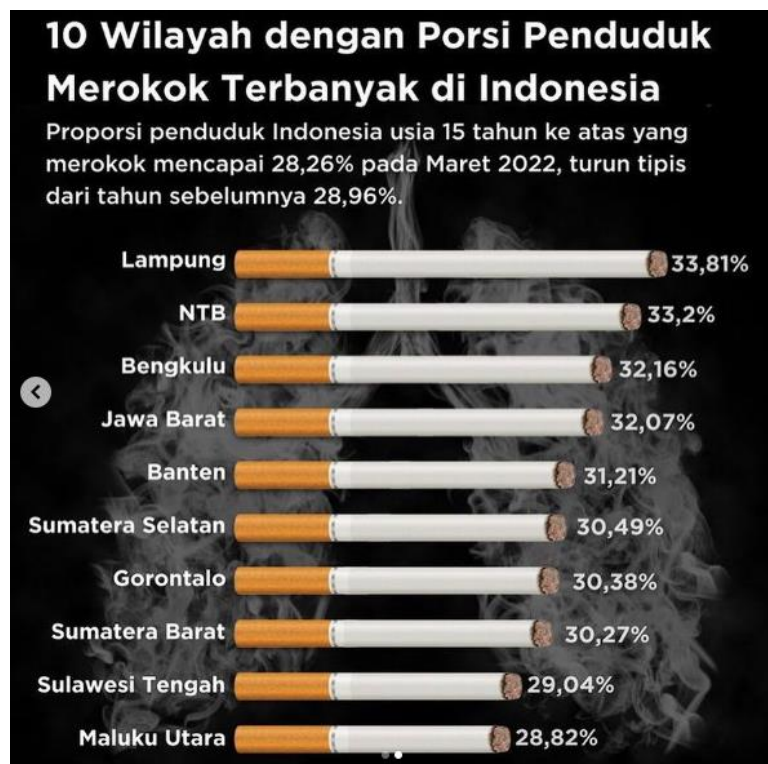 10 Wilayah dengan Porsi Penduduk
Merokok Terbanyak di Indonesia
Proporsi penduduk Indonesia usia 15 tahun ke atas yang
merokok mencapai 28,26% pada Maret 2022, turun tipis
dari tahun sebelumnya 28,96%.
Lampung 33,81%
NTB 33,2%
Bengkulu 32,16%
Jawa Barat 32,07%
Banten 31,21%
Sumatera Selatan 30,49%
Gorontalo 30,38%
Sumatera Barat 30,27%
Sulawesi Tengah 29,04%
Maluku Utara 28,82%